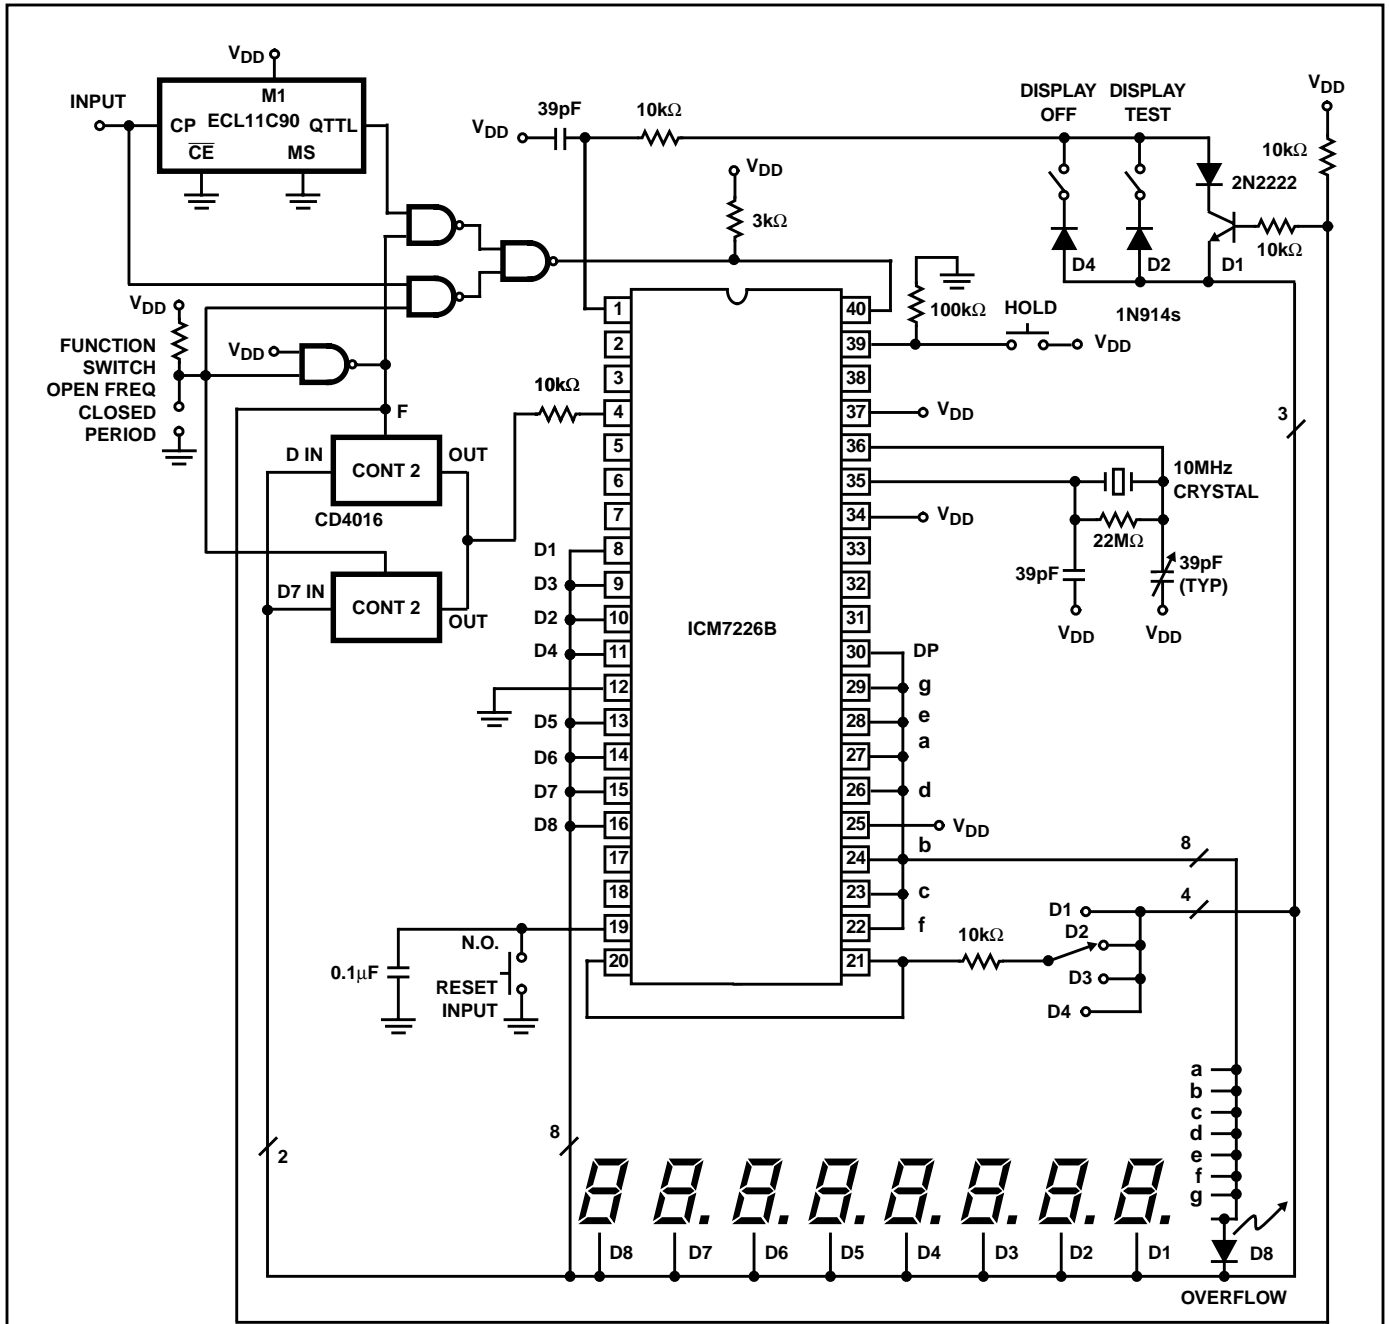 VDD
M1
INPUT
CP
ECL11C90
QTTL
CE
MS
VDD
39pF
10kΩ
DISPLAY OFF
DISPLAY TEST
VDD
10kΩ
2N2222
10kΩ
D4
D2
D1
1N914s
VDD
3kΩ
100kΩ
HOLD
VDD
VDD
FUNCTION
SWITCH
OPEN FREQ
CLOSED
PERIOD
VDD
F
D IN
CONT 2
OUT
CD4016
D7 IN
CONT 2
OUT
10kΩ
1
2
3
4
5
6
7
D1 8
D3 9
D2 10
D4 11
12
D5 13
D6 14
D7 15
D8 16
17
18
19
20
ICM7226B
40
39
38
37 VDD
36
35
34 VDD
33
32
31
30 DP
29 g
28 e
27 a
26 d
25 VDD
24 b
23 c
22 f
21
10MHz
CRYSTAL
22MΩ
39pF
39pF
(TYP)
VDD
VDD
3
8
4
D1
D2
D3
D4
10kΩ
0.1μF
N.O.
RESET
INPUT
2
8
a
b
c
d
e
f
g
D8
D7
D6
D5
D4
D3
D2
D1
D8
OVERFLOW